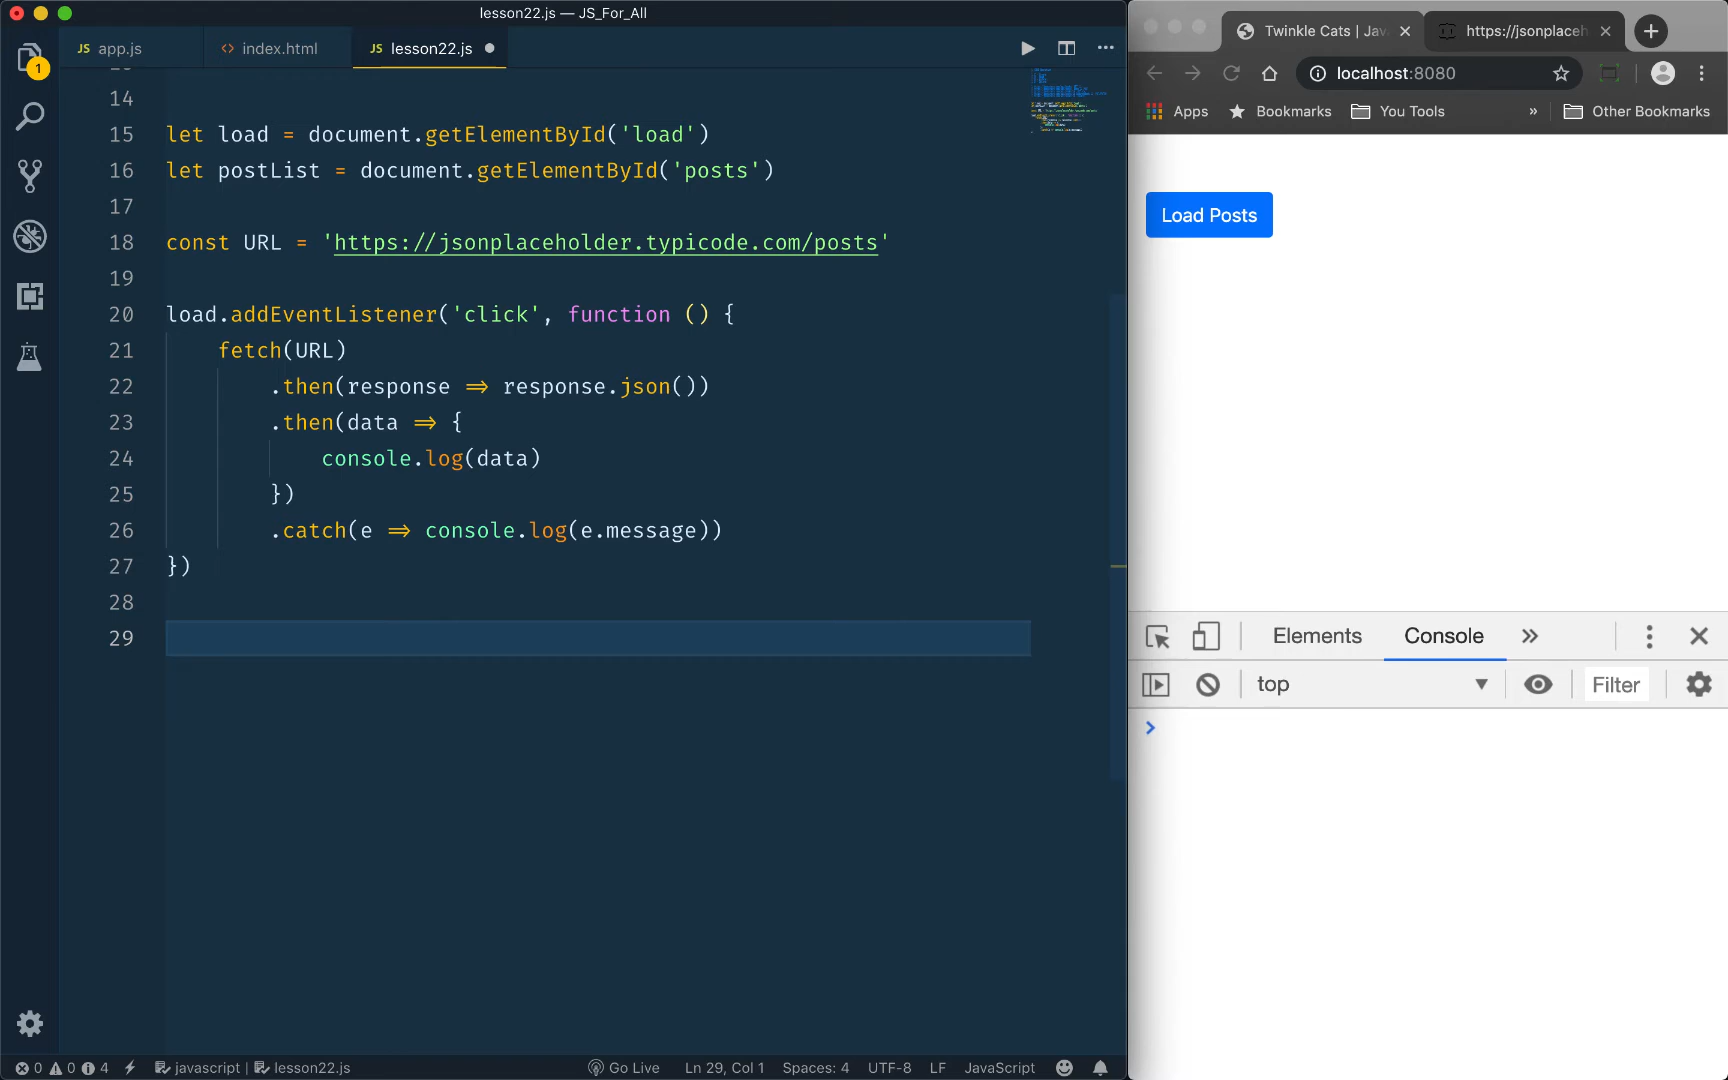 lesson22.js — JS_For_All
JS app.js
<> index.html
JS lesson22.js
1
14
15 let load = document.getElementById('load')
16 let postList = document.getElementById('posts')
17
18 const URL = 'https://jsonplaceholder.typicode.com/posts'
19
20 load.addEventListener('click', function () {
21 fetch(URL)
22 .then(response => response.json())
23 .then(data => {
24 console.log(data)
25 })
26 .catch(e => console.log(e.message))
27 })
28
29
0 0 4 javascript | lesson22.js Go Live Ln 29, Col 1 Spaces: 4 UTF-8 LF JavaScript
Twinkle Cats | Jav
https://jsonplaceh
localhost:8080
Apps Bookmarks You Tools » Other Bookmarks
Load Posts
Elements Console »
top Filter